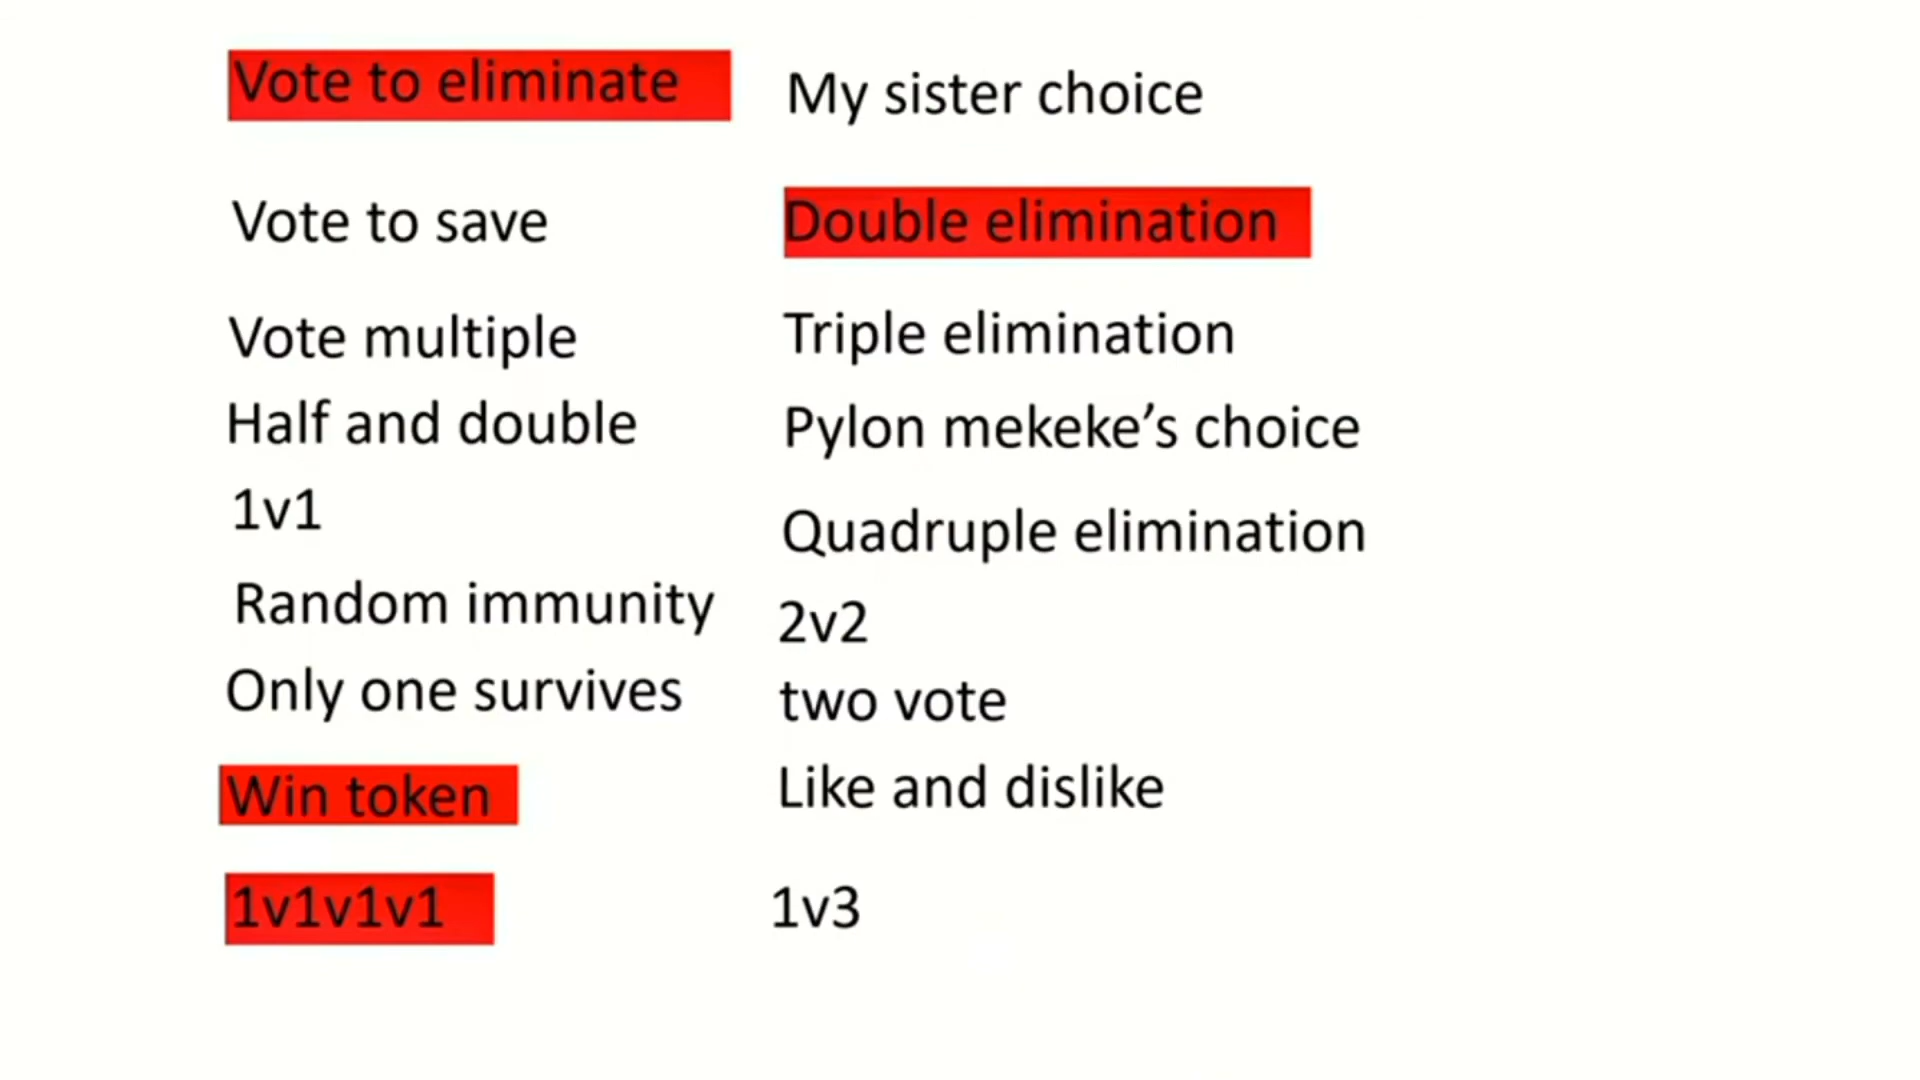 Vote to eliminate
Vote to save
Vote multiple
Half and double
1v1
Random immunity
Only one survives
Win token
1v1v1v1
My sister choice
Double elimination
Triple elimination
Pylon mekeke’s choice
Quadruple elimination
2v2
two vote
Like and dislike
1v3